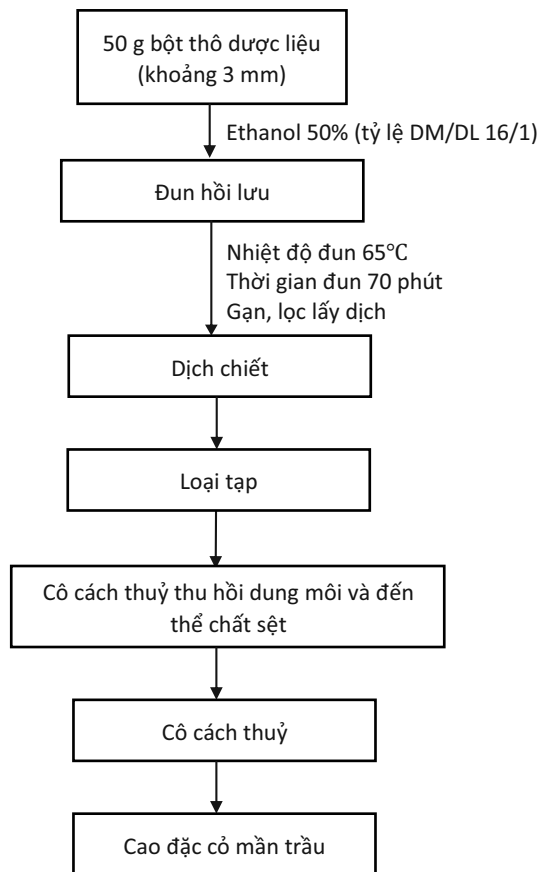 50 g bột thô dược liệu
(khoảng 3 mm)
Ethanol 50% (tỷ lệ DM/DL 16/1)
Đun hồi lưu
Nhiệt độ đun 65℃
Thời gian đun 70 phút
Gạn, lọc lấy dịch
Dịch chiết
Loại tạp
Cô cách thuỷ thu hồi dung môi và đến
thể chất sệt
Cô cách thuỷ
Cao đặc cỏ mần trầu